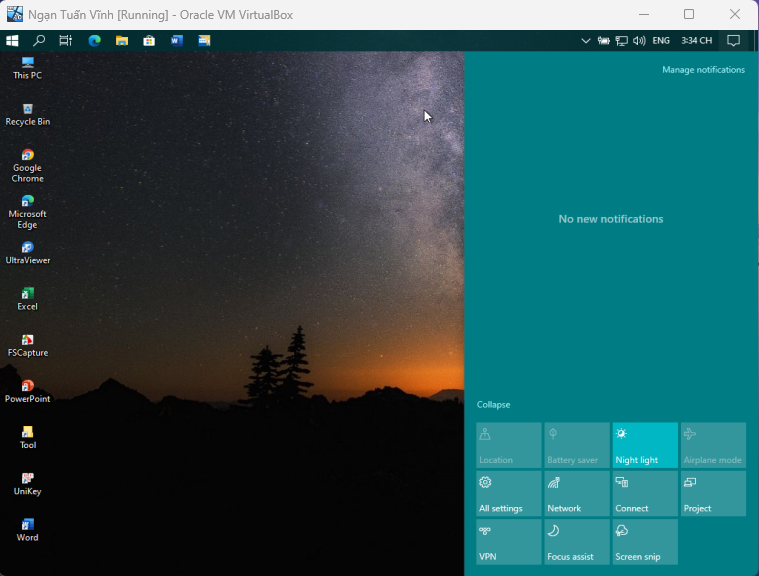 Ngạn Tuấn Vĩnh [Running] - Oracle VM VirtualBox
ENG 3:34 CH
This PC
Recycle Bin
Google
Chrome
Microsoft
Edge
UltraViewer
Excel
FSCapture
PowerPoint
Tool
UniKey
Word
Manage notifications
No new notifications
Collapse
Location Battery saver Night light Airplane mode
All settings Network Connect Project
VPN Focus assist Screen snip